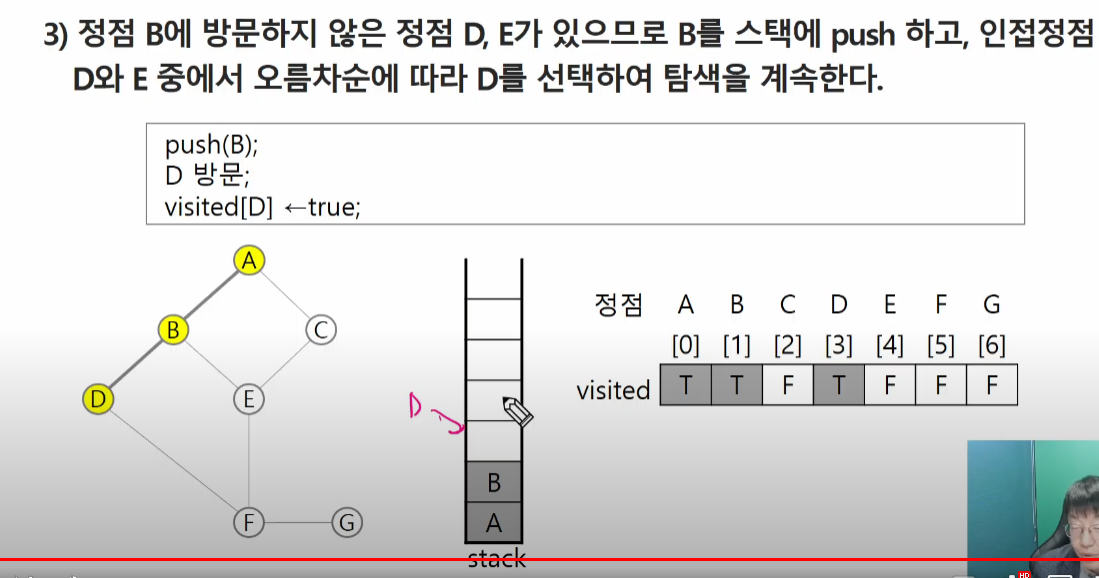 3) 정점 B에 방문하지 않은 정점 D, E가 있으므로 B를 스택에 push 하고, 인접정점
D와 E 중에서 오름차순에 따라 D를 선택하여 탐색을 계속한다.
push(B);
D 방문;
visited[D] ←true;
A
B
C
D
E
F
G
D
B
A
stack
정점 A B C D E F G
[0] [1] [2] [3] [4] [5] [6]
visited T T F T F F F
HD